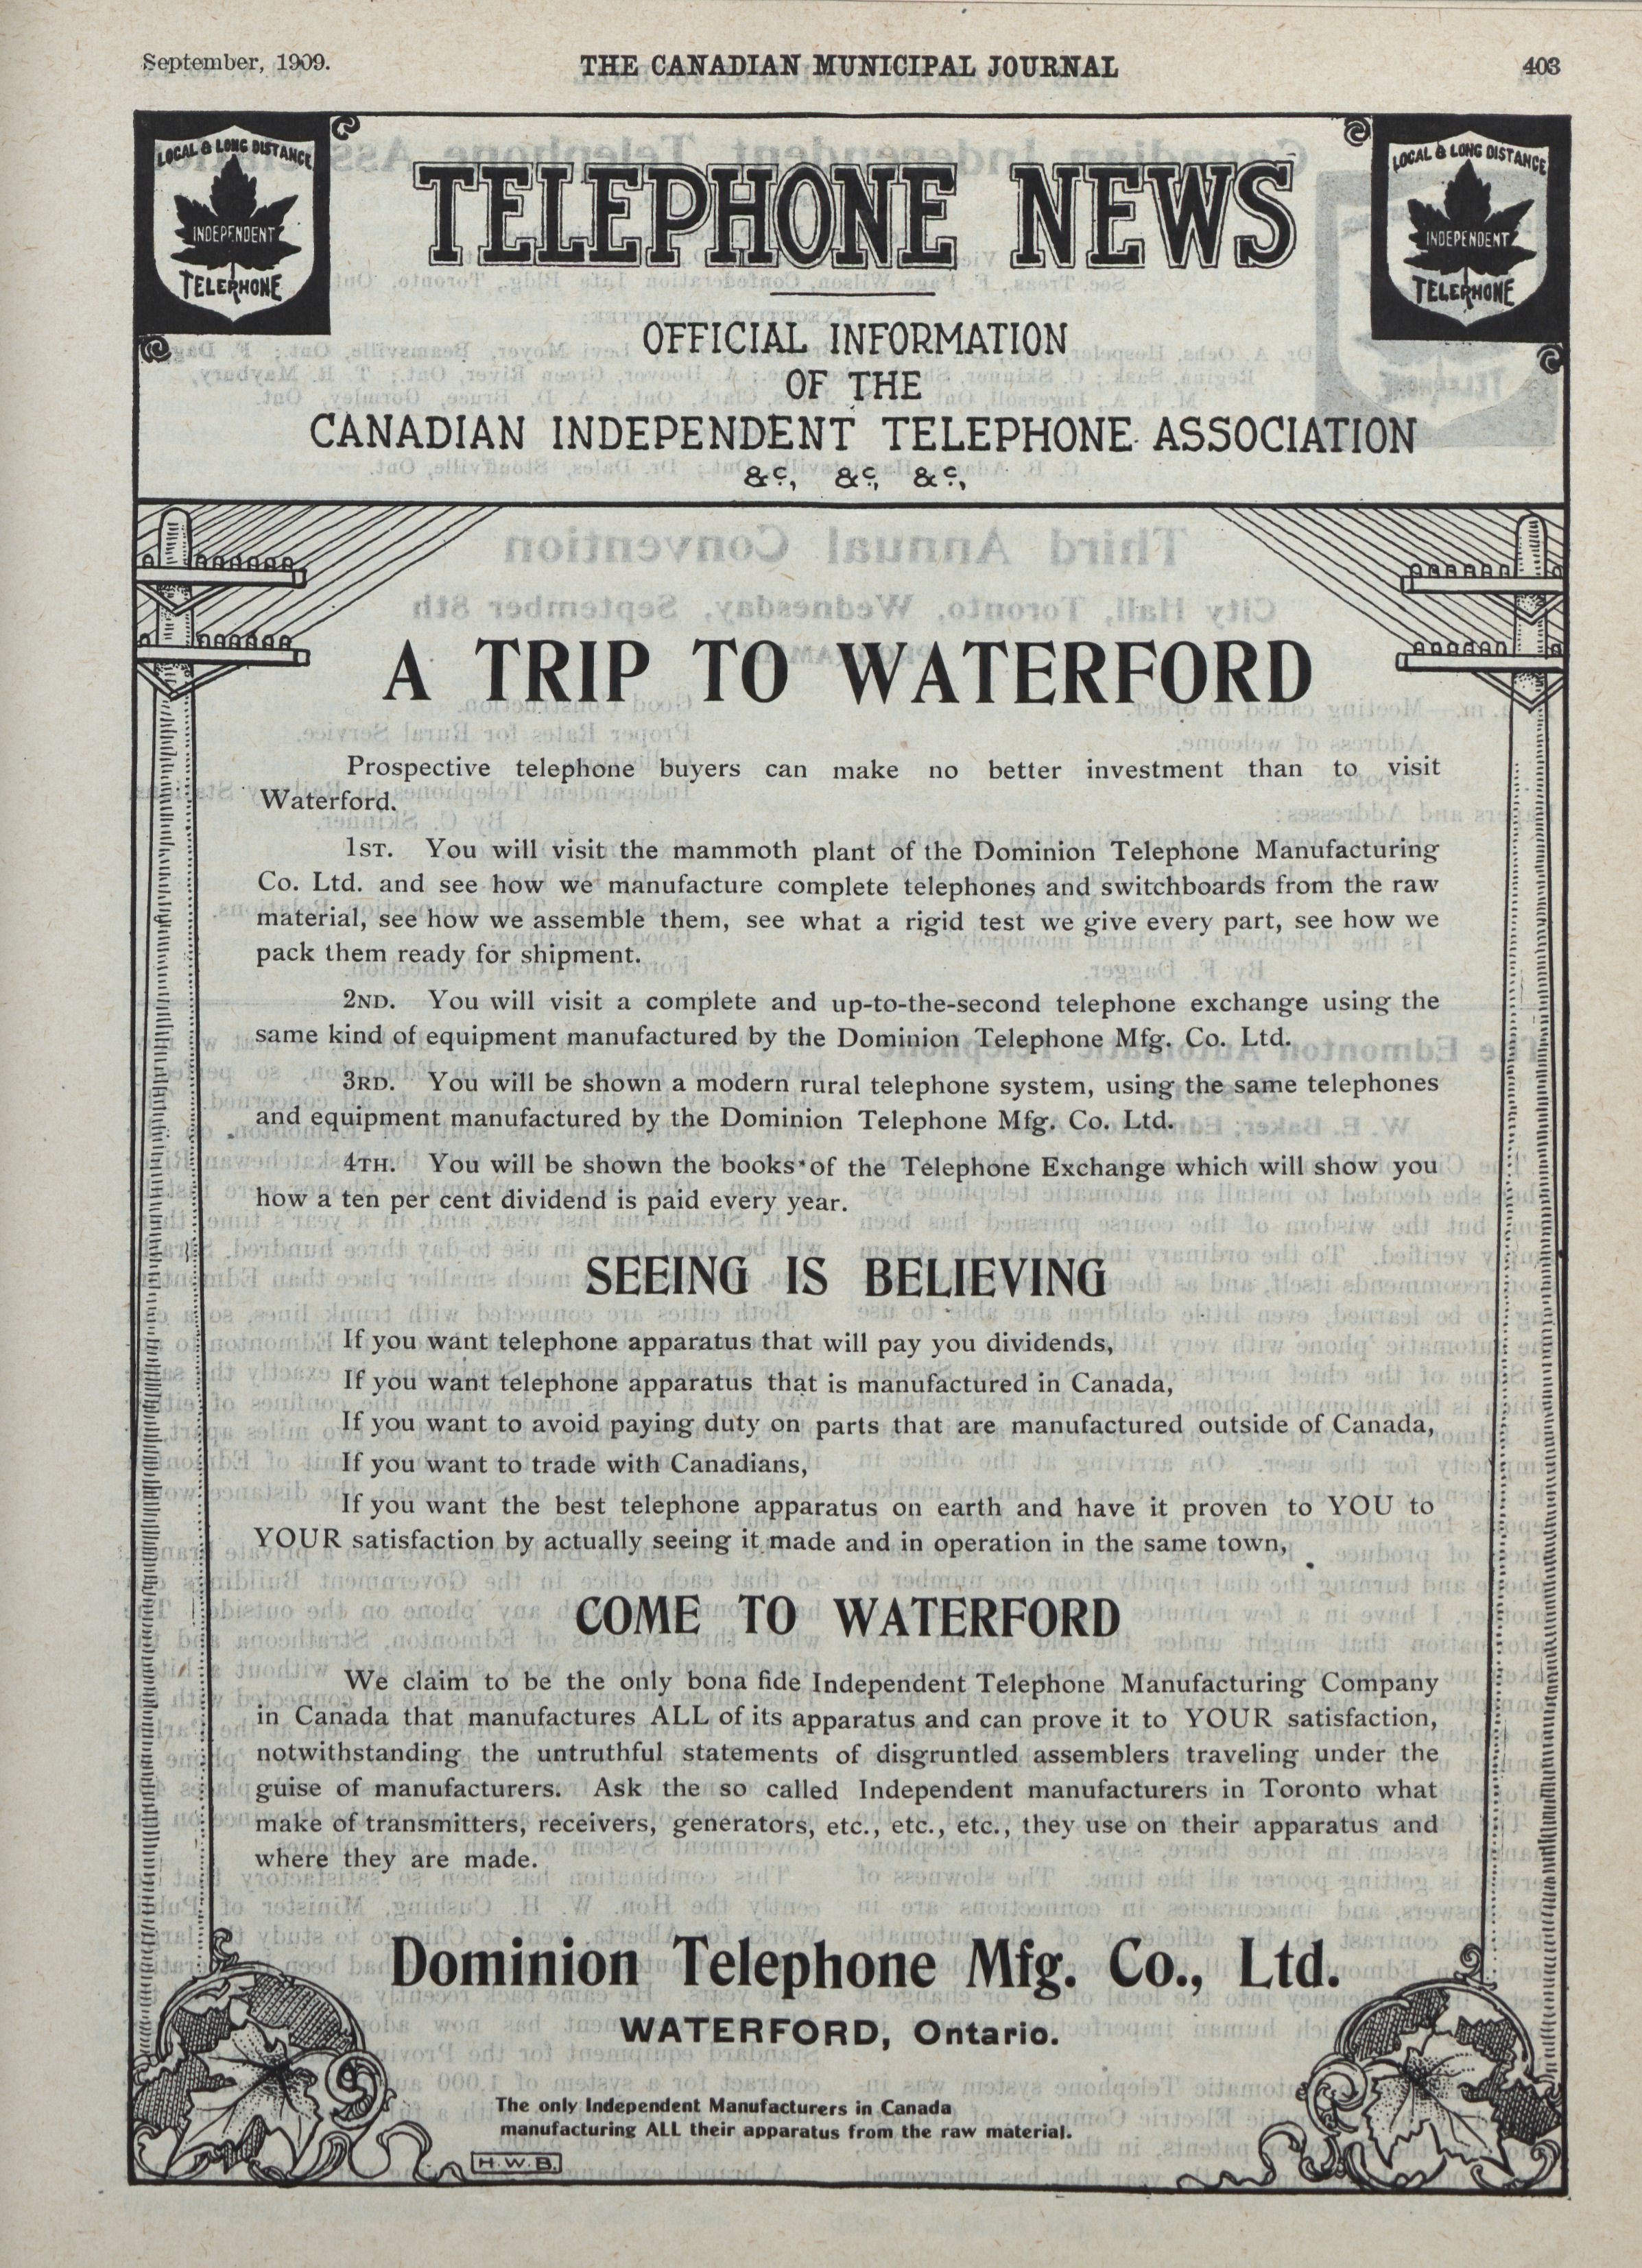 September, 1909.
THE CANADIAN MUNICIPAL JOURNAL
403
LOCAL & LONG DISTANCE
INDEPENDENT
TELEPHONE
TELEPHONE NEWS
LOCAL & LONG DISTANCE
INDEPENDENT
TELEPHONE
OFFICIAL INFORMATION
OF THE
CANADIAN INDEPENDENT TELEPHONE ASSOCIATION
&c, &c, &c,
A TRIP TO WATERFORD
Prospective telephone buyers can make no better investment than to visit
Waterford.
1ST. You will visit the mammoth plant of the Dominion Telephone Manufacturing
Co. Ltd. and see how we manufacture complete telephones and switchboards from the raw
material, see how we assemble them, see what a rigid test we give every part, see how we
pack them ready for shipment.
2ND. You will visit a complete and up-to-the-second telephone exchange using the
same kind of equipment manufactured by the Dominion Telephone Mfg. Co. Ltd.
3RD. You will be shown a modern rural telephone system, using the same telephones
and equipment manufactured by the Dominion Telephone Mfg. Co. Ltd.
4TH. You will be shown the books of the Telephone Exchange which will show you
how a ten per cent dividend is paid every year.
SEEING IS BELIEVING
If you want telephone apparatus that will pay you dividends,
If you want telephone apparatus that is manufactured in Canada,
If you want to avoid paying duty on parts that are manufactured outside of Canada,
If you want to trade with Canadians,
If you want the best telephone apparatus on earth and have it proven to YOU to
YOUR satisfaction by actually seeing it made and in operation in the same town,
COME TO WATERFORD
We claim to be the only bona fide Independent Telephone Manufacturing Company
in Canada that manufactures ALL of its apparatus and can prove it to YOUR satisfaction,
notwithstanding the untruthful statements of disgruntled assemblers traveling under the
guise of manufacturers. Ask the so called Independent manufacturers in Toronto what
make of transmitters, receivers, generators, etc., etc., etc., they use on their apparatus and
where they are made.
Dominion Telephone Mfg. Co., Ltd.
WATERFORD, Ontario.
The only Independent Manufacturers in Canada
manufacturing ALL their apparatus from the raw material.
H.W.B.